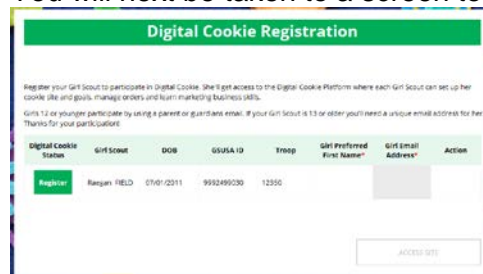 You will next be taken to a screen to
Digital Cookie Registration
Register your Girl Scout to participate in Digital Cookie. She'll get access to the Digital Cookie Platform where each Girl Scout can set up her
cookie site and goals, manage orders and learn marketing business skills.
Girls 12 or younger participate by using a parent or guardians email. If your Girl Scout is 13 or older you'll need a unique email address for her
Thanks for your participation!
Digital Cookie Status Girl Scout DOB GSUSA ID Troop Girl Preferred First Name* Girl Email Address* Action
Register Raegan FIELD 07/01/2011 9992499030 12350
ACCESS SITE